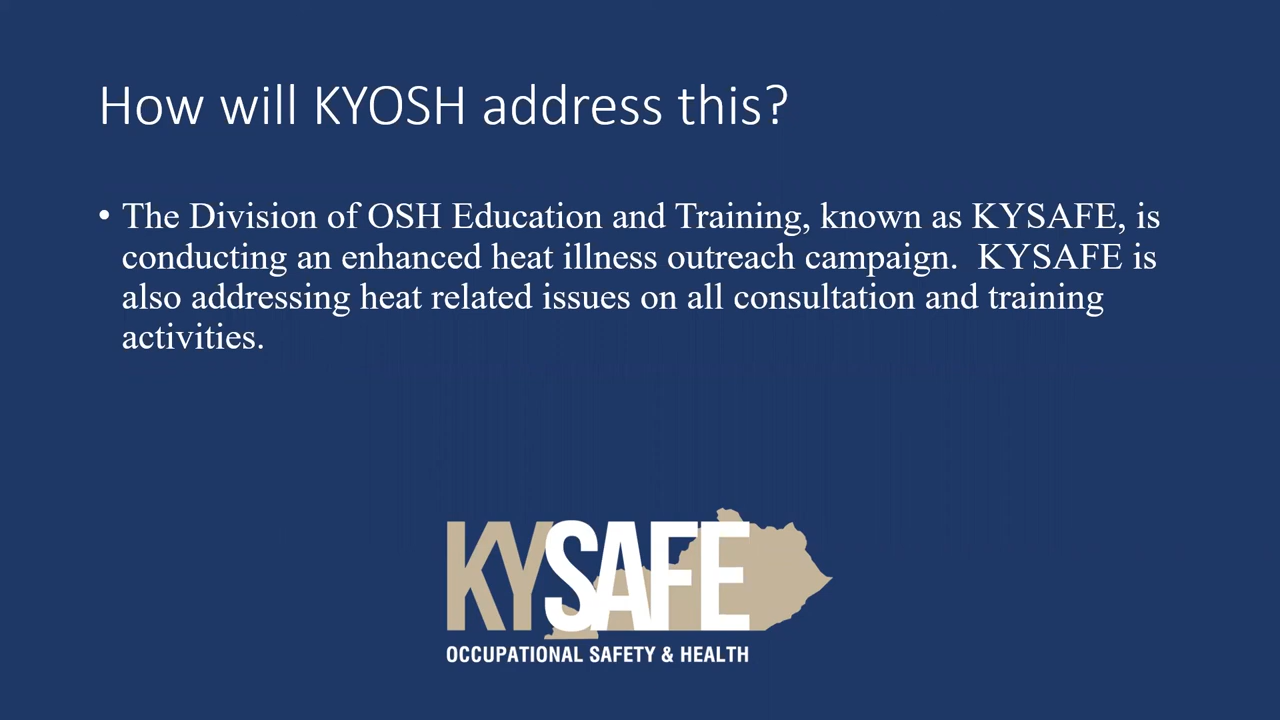 How will KYOSH address this?
• The Division of OSH Education and Training, known as KYSAFE, is
conducting an enhanced heat illness outreach campaign.  KYSAFE is
also addressing heat related issues on all consultation and training
activities.
KYSAFE
OCCUPATIONAL SAFETY & HEALTH